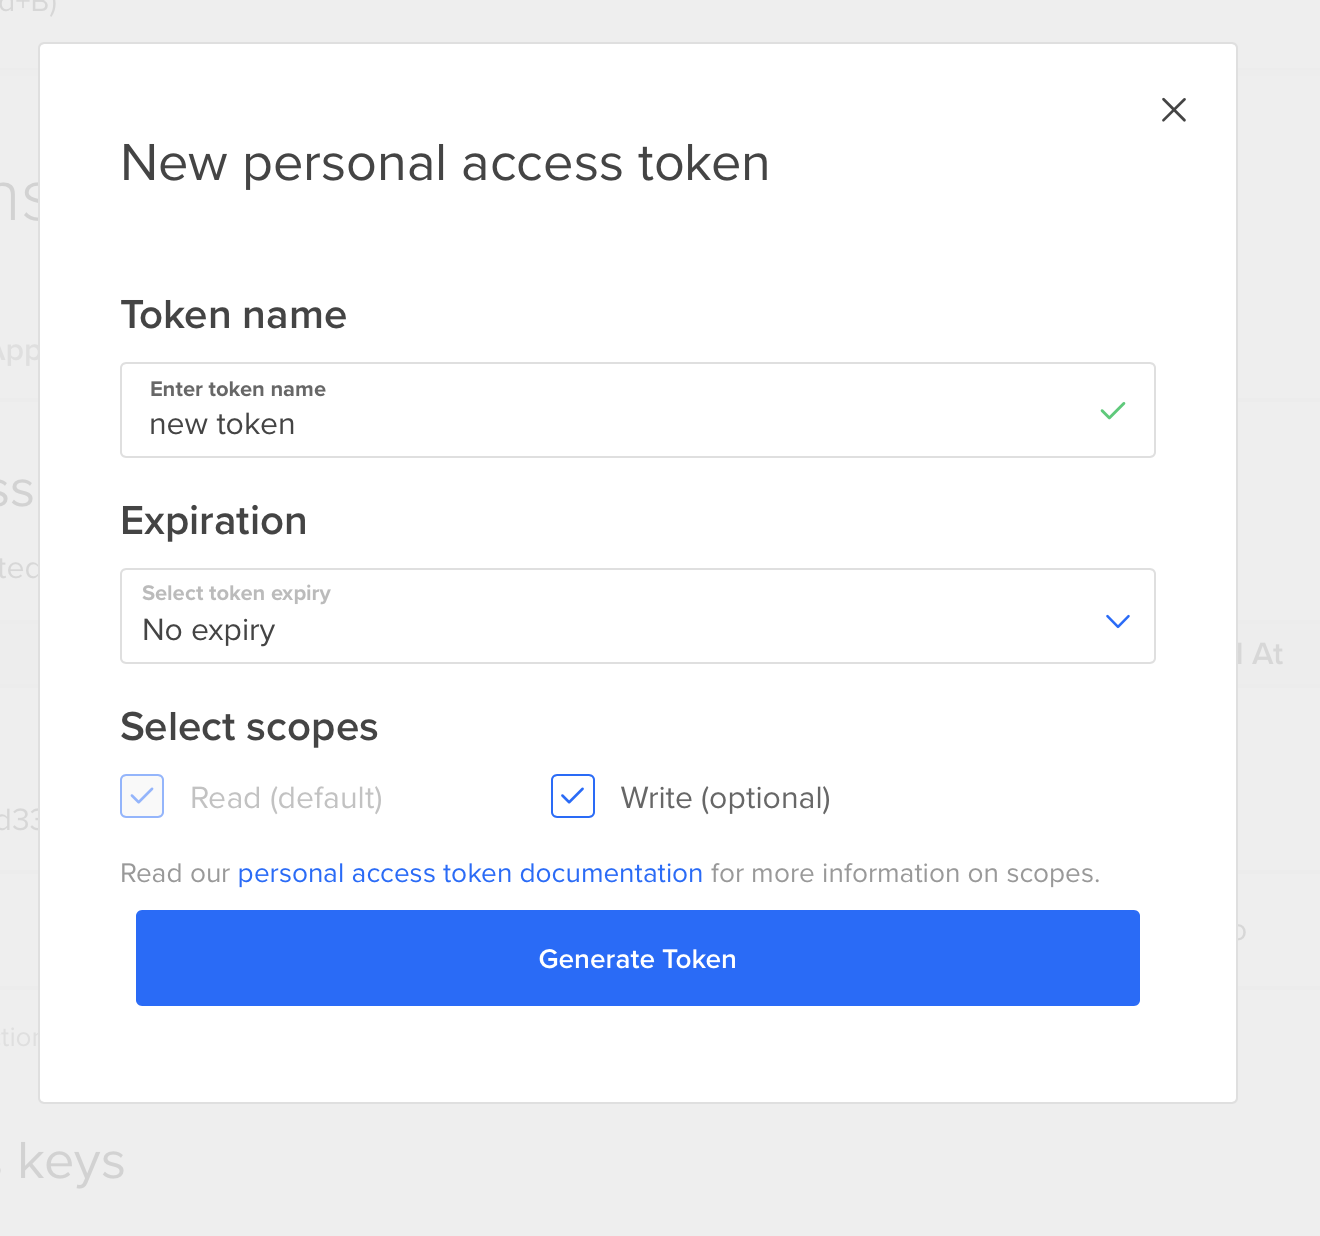 New personal access token
Token name
Enter token name
new token
Expiration
Select token expiry
No expiry
At
Select scopes
Read (default)
Write (optional)
Read our personal access token documentation for more information on scopes.
Generate Token
keys